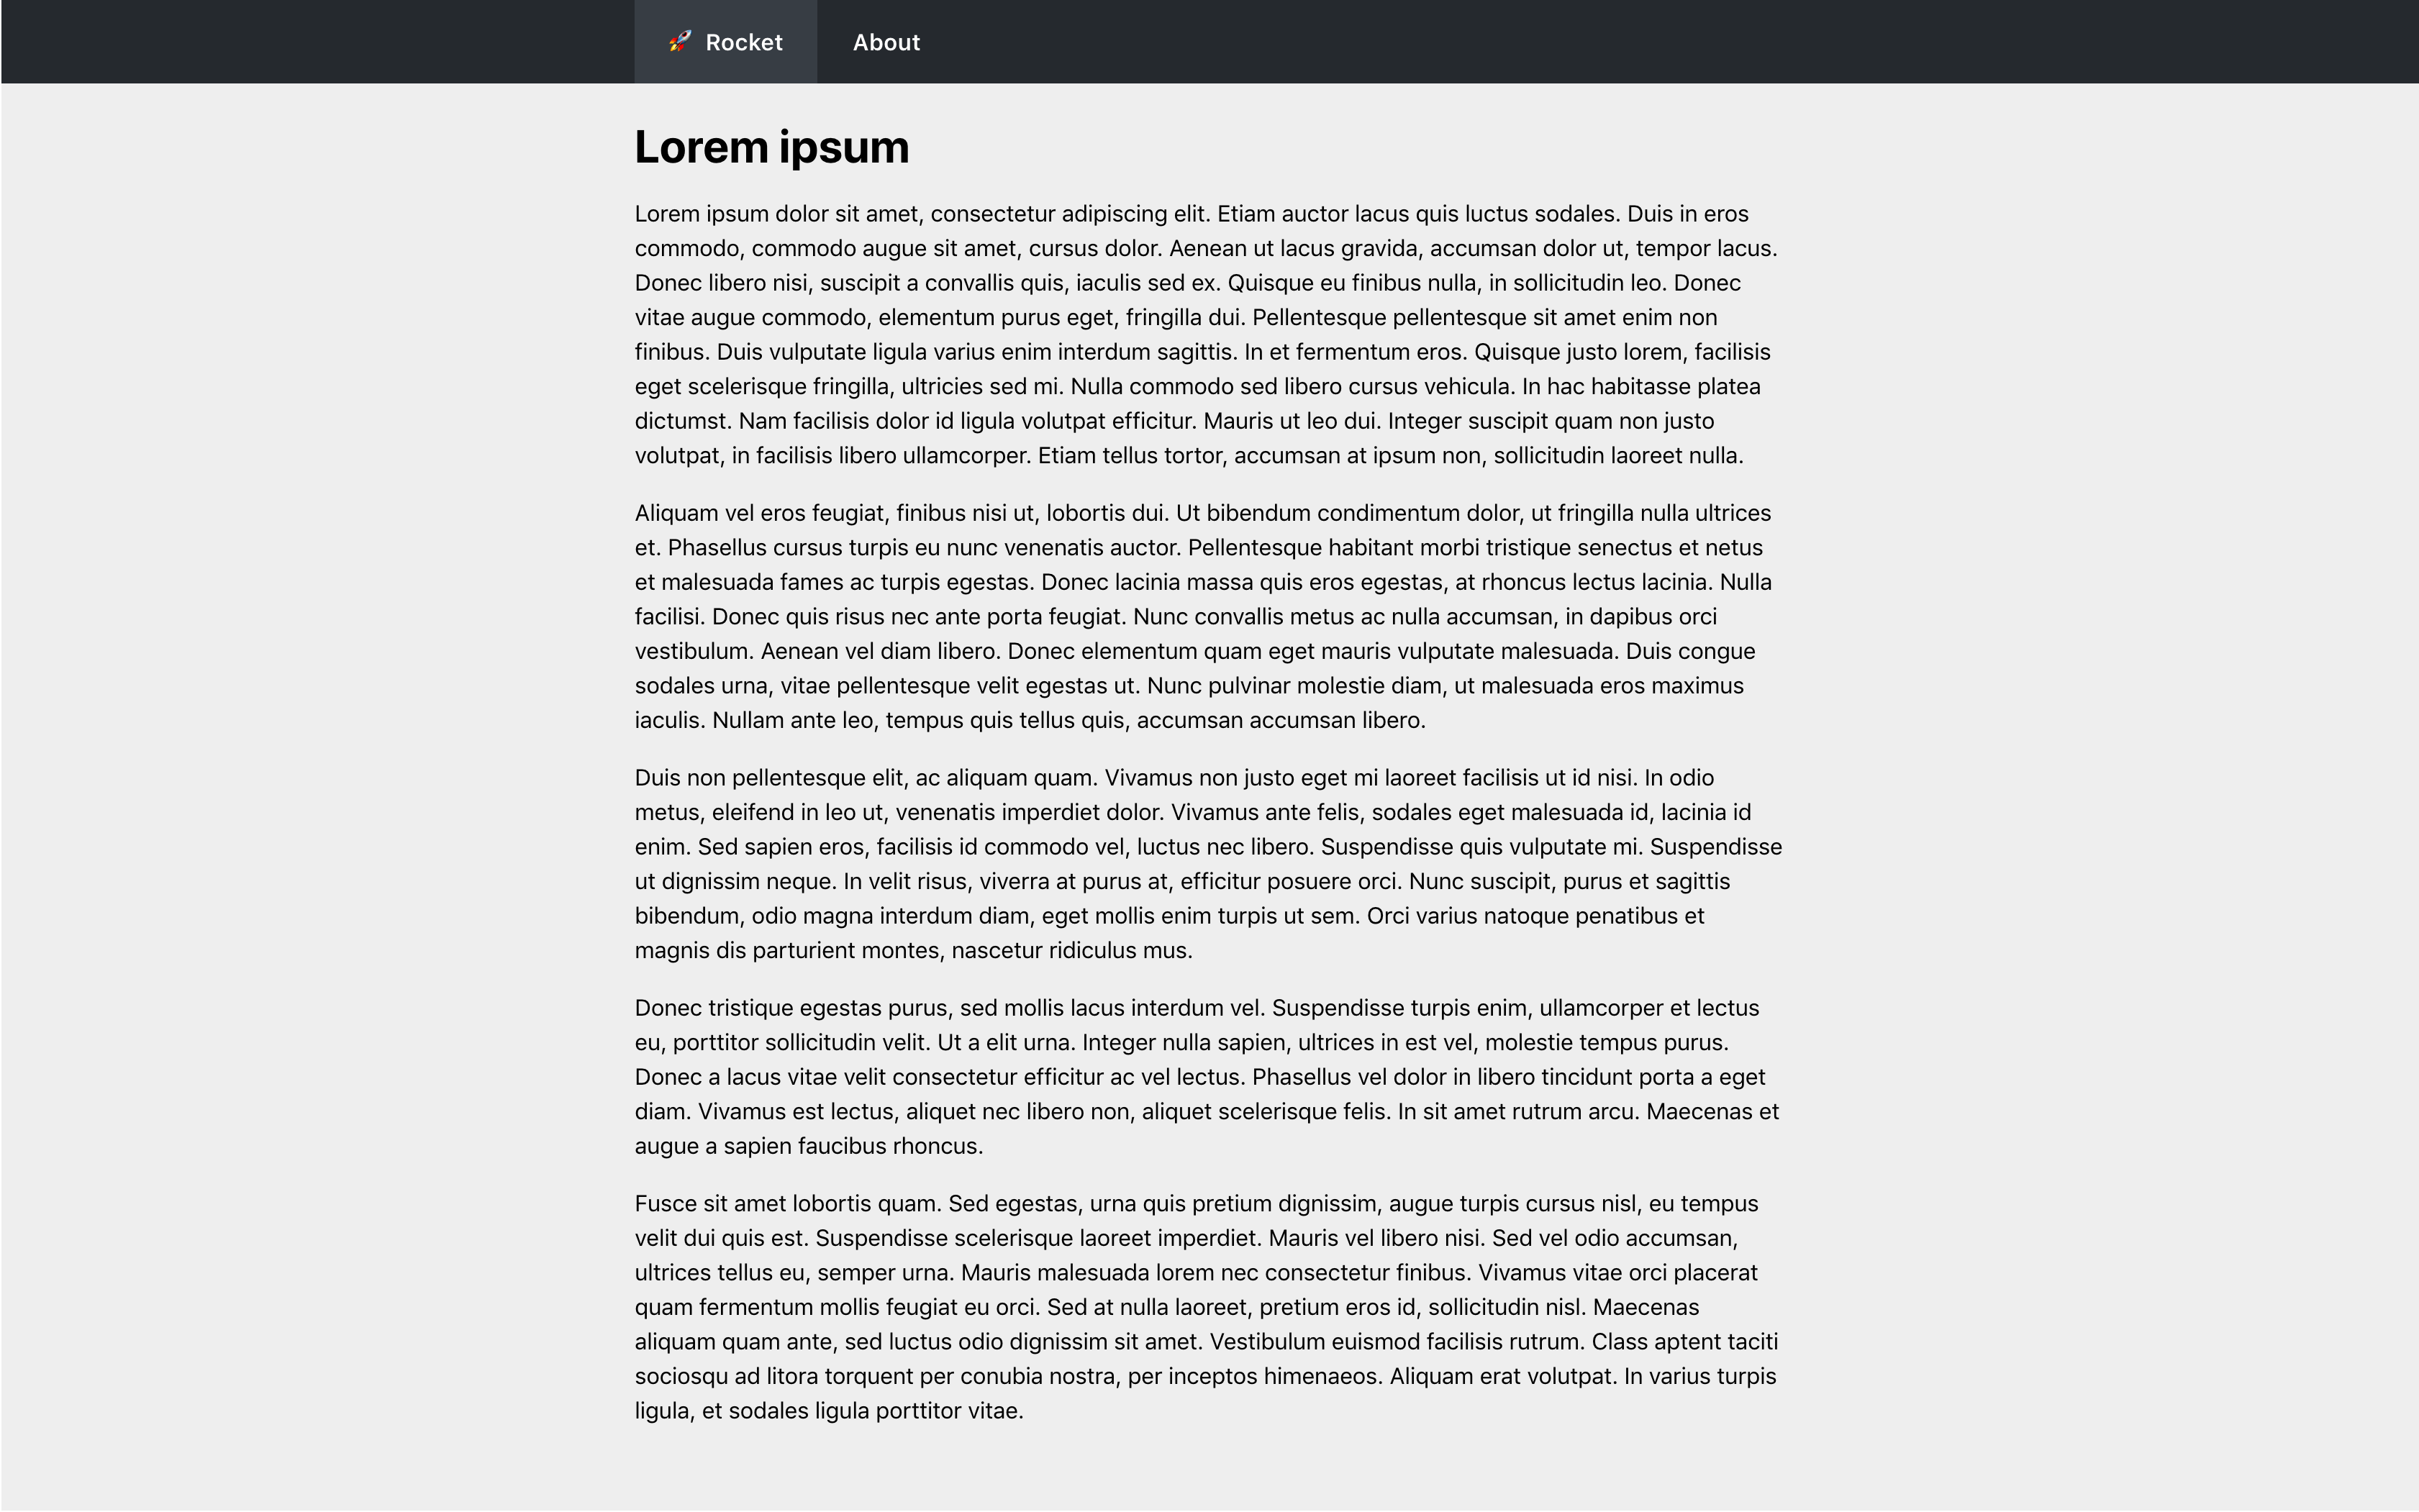 🚀 Rocket About
Lorem ipsum
Lorem ipsum dolor sit amet, consectetur adipiscing elit. Etiam auctor lacus quis luctus sodales. Duis in eros
commodo, commodo augue sit amet, cursus dolor. Aenean ut lacus gravida, accumsan dolor ut, tempor lacus.
Donec libero nisi, suscipit a convallis quis, iaculis sed ex. Quisque eu finibus nulla, in sollicitudin leo. Donec
vitae augue commodo, elementum purus eget, fringilla dui. Pellentesque pellentesque sit amet enim non
finibus. Duis vulputate ligula varius enim interdum sagittis. In et fermentum eros. Quisque justo lorem, facilisis
eget scelerisque fringilla, ultricies sed mi. Nulla commodo sed libero cursus vehicula. In hac habitasse platea
dictumst. Nam facilisis dolor id ligula volutpat efficitur. Mauris ut leo dui. Integer suscipit quam non justo
volutpat, in facilisis libero ullamcorper. Etiam tellus tortor, accumsan at ipsum non, sollicitudin laoreet nulla.
Aliquam vel eros feugiat, finibus nisi ut, lobortis dui. Ut bibendum condimentum dolor, ut fringilla nulla ultrices
et. Phasellus cursus turpis eu nunc venenatis auctor. Pellentesque habitant morbi tristique senectus et netus
et malesuada fames ac turpis egestas. Donec lacinia massa quis eros egestas, at rhoncus lectus lacinia. Nulla
facilisi. Donec quis risus nec ante porta feugiat. Nunc convallis metus ac nulla accumsan, in dapibus orci
vestibulum. Aenean vel diam libero. Donec elementum quam eget mauris vulputate malesuada. Duis congue
sodales urna, vitae pellentesque velit egestas ut. Nunc pulvinar molestie diam, ut malesuada eros maximus
iaculis. Nullam ante leo, tempus quis tellus quis, accumsan accumsan libero.
Duis non pellentesque elit, ac aliquam quam. Vivamus non justo eget mi laoreet facilisis ut id nisi. In odio
metus, eleifend in leo ut, venenatis imperdiet dolor. Vivamus ante felis, sodales eget malesuada id, lacinia id
enim. Sed sapien eros, facilisis id commodo vel, luctus nec libero. Suspendisse quis vulputate mi. Suspendisse
ut dignissim neque. In velit risus, viverra at purus at, efficitur posuere orci. Nunc suscipit, purus et sagittis
bibendum, odio magna interdum diam, eget mollis enim turpis ut sem. Orci varius natoque penatibus et
magnis dis parturient montes, nascetur ridiculus mus.
Donec tristique egestas purus, sed mollis lacus interdum vel. Suspendisse turpis enim, ullamcorper et lectus
eu, porttitor sollicitudin velit. Ut a elit urna. Integer nulla sapien, ultrices in est vel, molestie tempus purus.
Donec a lacus vitae velit consectetur efficitur ac vel lectus. Phasellus vel dolor in libero tincidunt porta a eget
diam. Vivamus est lectus, aliquet nec libero non, aliquet scelerisque felis. In sit amet rutrum arcu. Maecenas et
augue a sapien faucibus rhoncus.
Fusce sit amet lobortis quam. Sed egestas, urna quis pretium dignissim, augue turpis cursus nisl, eu tempus
velit dui quis est. Suspendisse scelerisque laoreet imperdiet. Mauris vel libero nisi. Sed vel odio accumsan,
ultrices tellus eu, semper urna. Mauris malesuada lorem nec consectetur finibus. Vivamus vitae orci placerat
quam fermentum mollis feugiat eu orci. Sed at nulla laoreet, pretium eros id, sollicitudin nisl. Maecenas
aliquam quam ante, sed luctus odio dignissim sit amet. Vestibulum euismod facilisis rutrum. Class aptent taciti
sociosqu ad litora torquent per conubia nostra, per inceptos himenaeos. Aliquam erat volutpat. In varius turpis
ligula, et sodales ligula porttitor vitae.